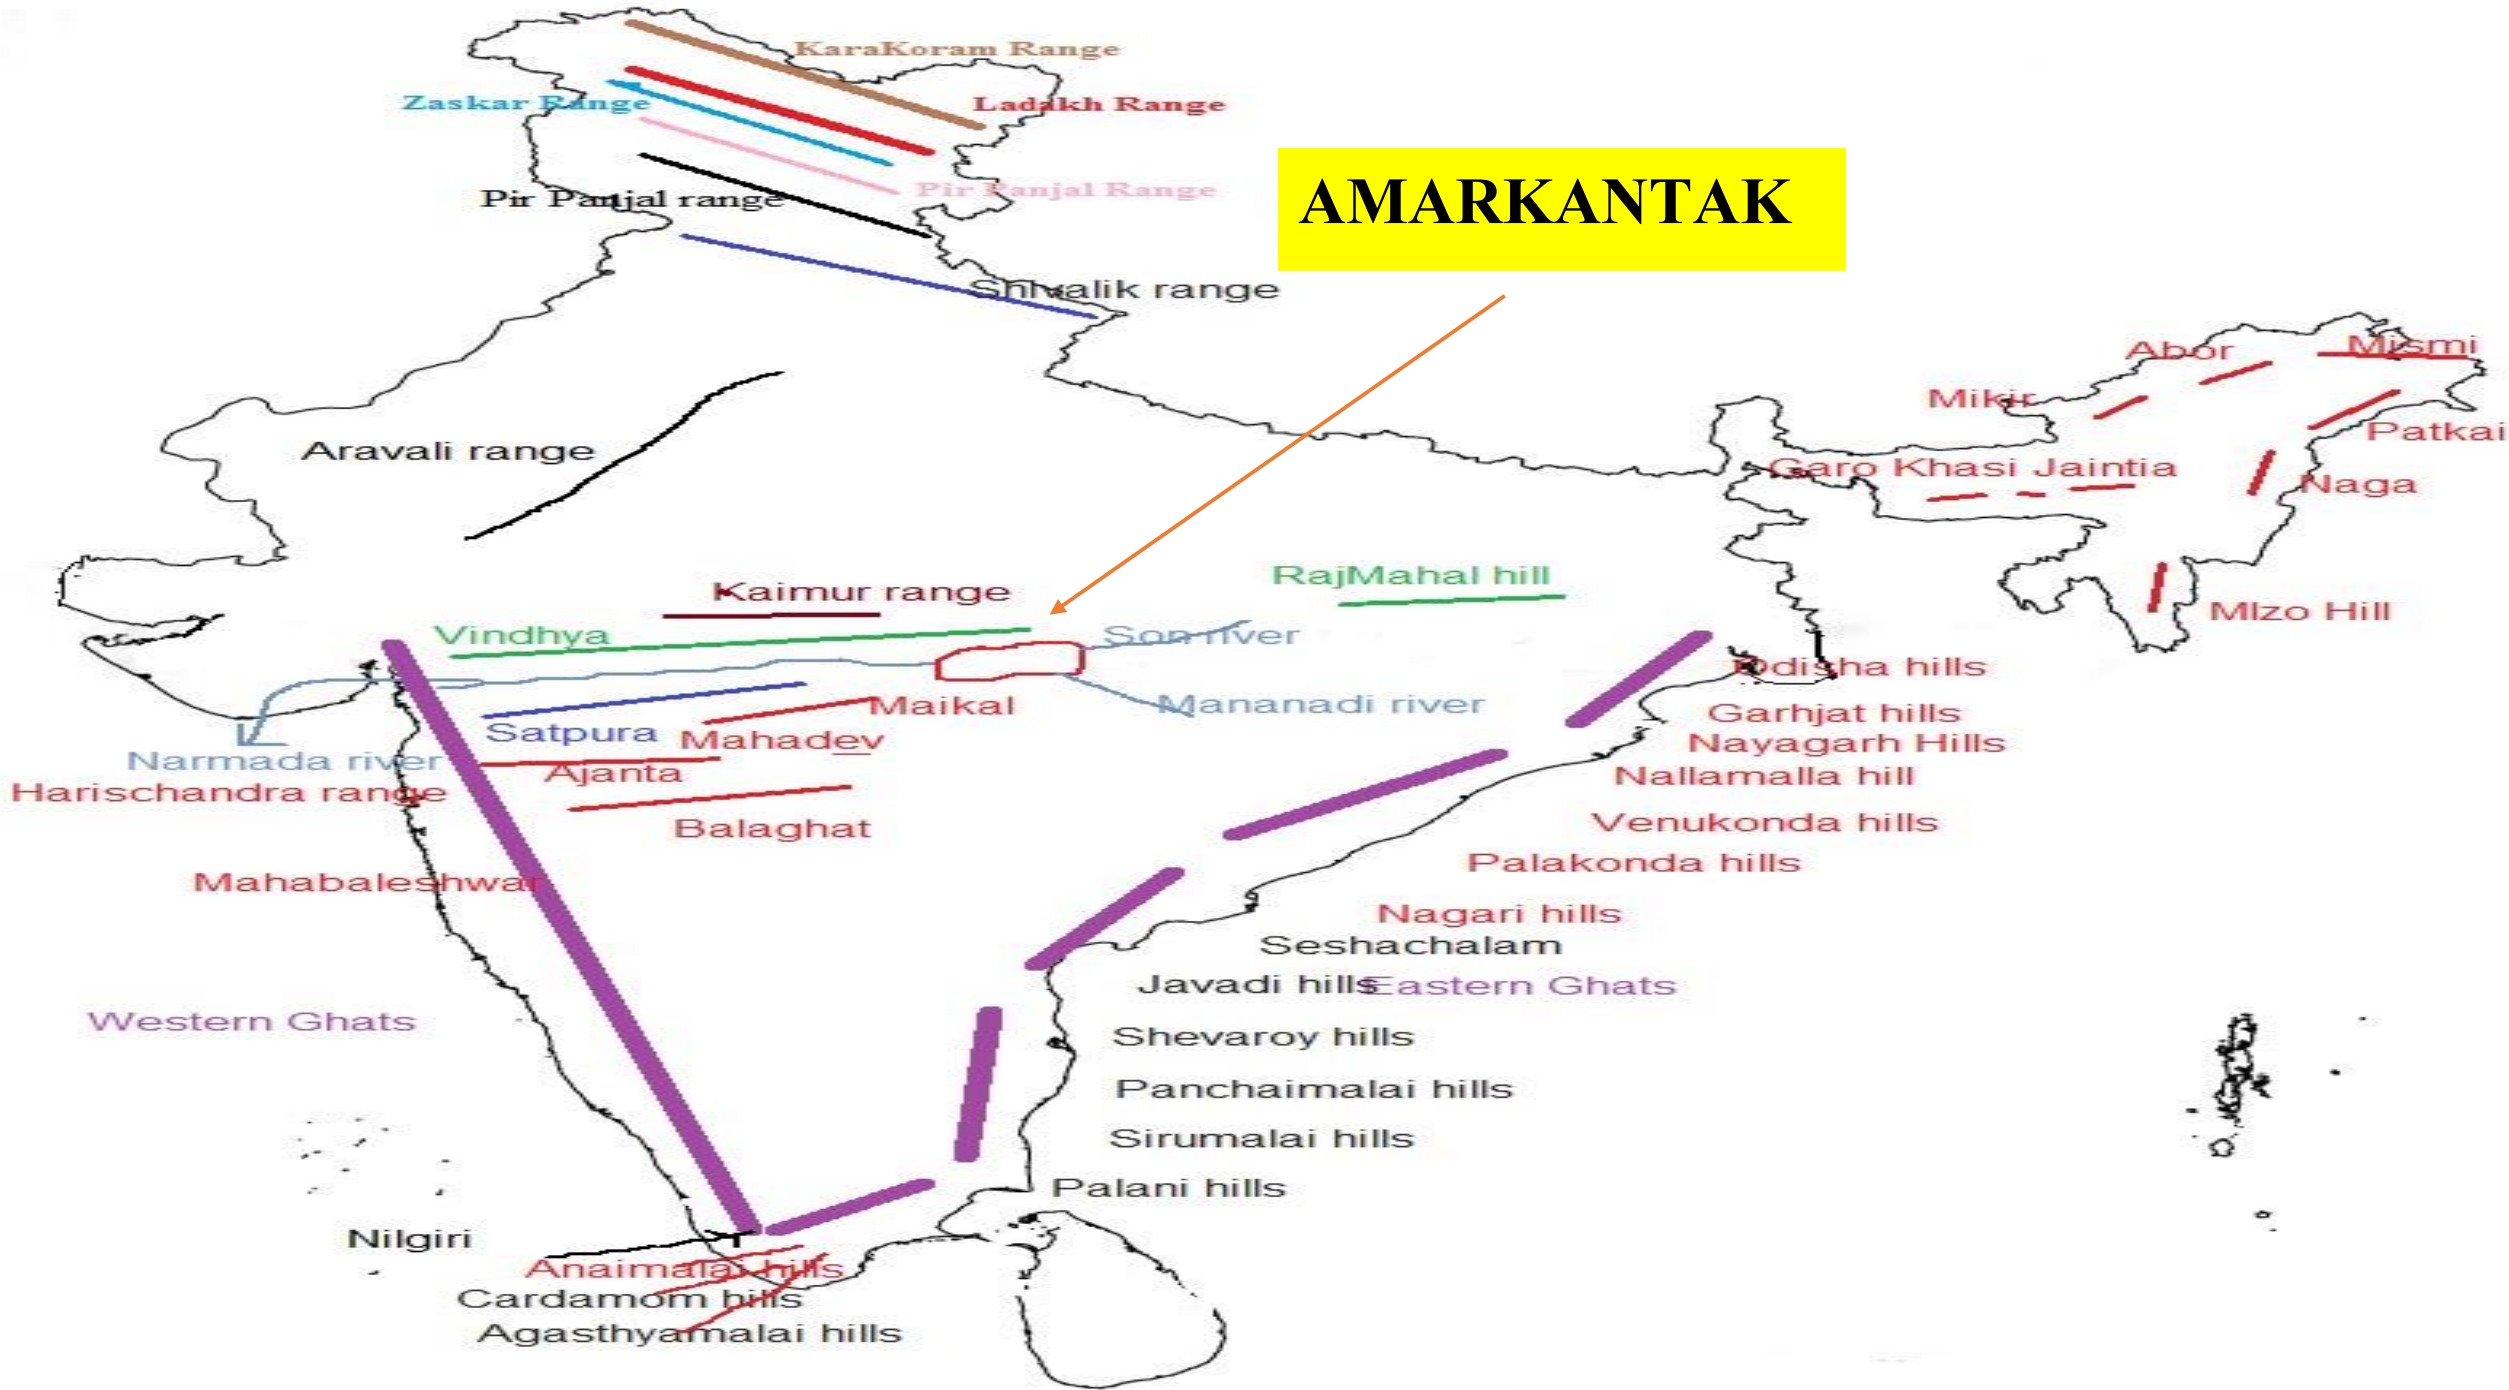 KaraKoram Range
Zaskar Range
Ladakh Range
Pir Panjal Range
Pir Panjal range
AMARKANTAK
Shivalik range
Abor
Mismi
Mikir
Patkai
Aravali range
Garo Khasi Jaintia
Naga
Kaimur range
RajMahal hill
MIzo Hill
Vindhya
Son river
Odisha hills
Maikal
Mananadi river
Garhjat hills
Satpura
Mahadev
Nayagarh Hills
Narmada river
Ajanta
Nallamalla hill
Harischandra range
Balaghat
Venukonda hills
Palakonda hills
Mahabaleshwar
Nagari hills
Seshachalam
Javadi hills
Eastern Ghats
Western Ghats
Shevaroy hills
Panchaimalai hills
Sirumalai hills
Palani hills
Nilgiri
Anaimalai hills
Cardamom hills
Agasthyamalai hills